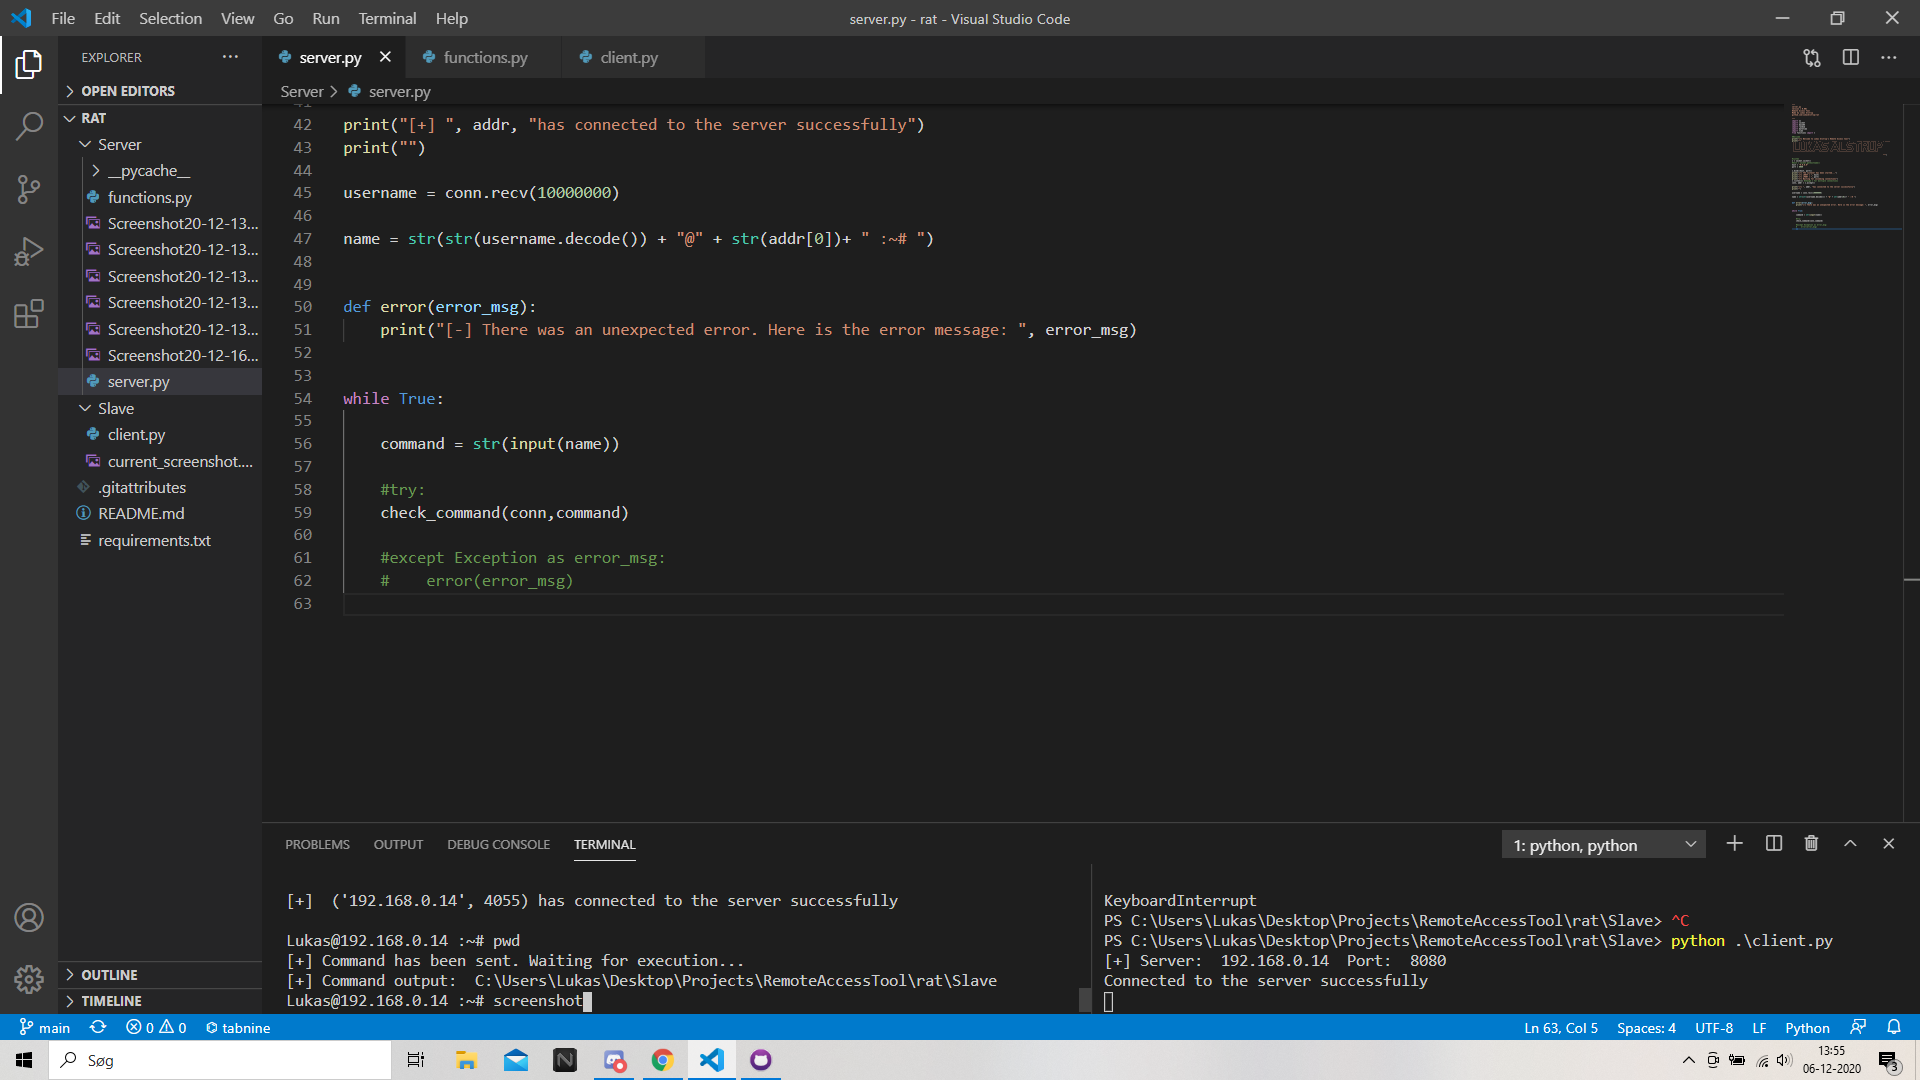 File Edit Selection View Go Run Terminal Help
server.py - rat - Visual Studio Code
EXPLORER
OPEN EDITORS
RAT
Server
__pycache__
functions.py
Screenshot20-12-13...
Screenshot20-12-13...
Screenshot20-12-13...
Screenshot20-12-13...
Screenshot20-12-13...
Screenshot20-12-16...
server.py
Slave
client.py
current_screenshot....
.gitattributes
README.md
requirements.txt
OUTLINE
TIMELINE
server.py functions.py client.py
Server > server.py
41
42 print("[+] ", addr, "has connected to the server successfully")
43 print("")
44
45 username = conn.recv(10000000)
46
47 name = str(str(username.decode()) + "@" + str(addr[0])+ " :~# ")
48
49
50 def error(error_msg):
51 print("[-] There was an unexpected error. Here is the error message: ", error_msg)
52
53
54 while True:
55
56 command = str(input(name))
57
58 #try:
59 check_command(conn,command)
60
61 #except Exception as error_msg:
62 # error(error_msg)
63
LUKAS ALSTRUP
PROBLEMS OUTPUT DEBUG CONSOLE TERMINAL
1: python, python
[+] ('192.168.0.14', 4055) has connected to the server successfully
Lukas@192.168.0.14 :~# pwd
[+] Command has been sent. Waiting for execution...
[+] Command output: C:\Users\Lukas\Desktop\Projects\RemoteAccessTool\rat\Slave
Lukas@192.168.0.14 :~# screenshot
KeyboardInterrupt
PS C:\Users\Lukas\Desktop\Projects\RemoteAccessTool\rat\Slave> ^C
PS C:\Users\Lukas\Desktop\Projects\RemoteAccessTool\rat\Slave> python .\client.py
[+] Server: 192.168.0.14 Port: 8080
Connected to the server successfully
main 0 0 tabnine
Ln 63, Col 5 Spaces: 4 UTF-8 LF Python
Søg
N
13:55
06-12-2020
3